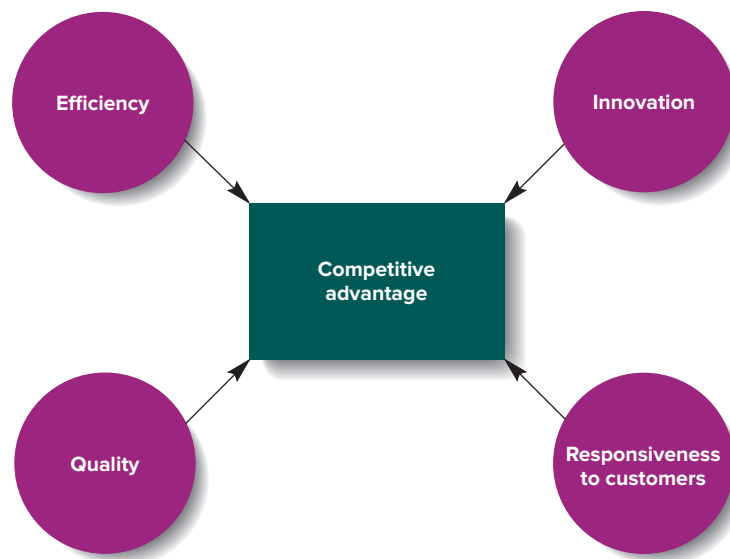 Efficiency
Innovation
Competitive
advantage
Quality
Responsiveness
to customers